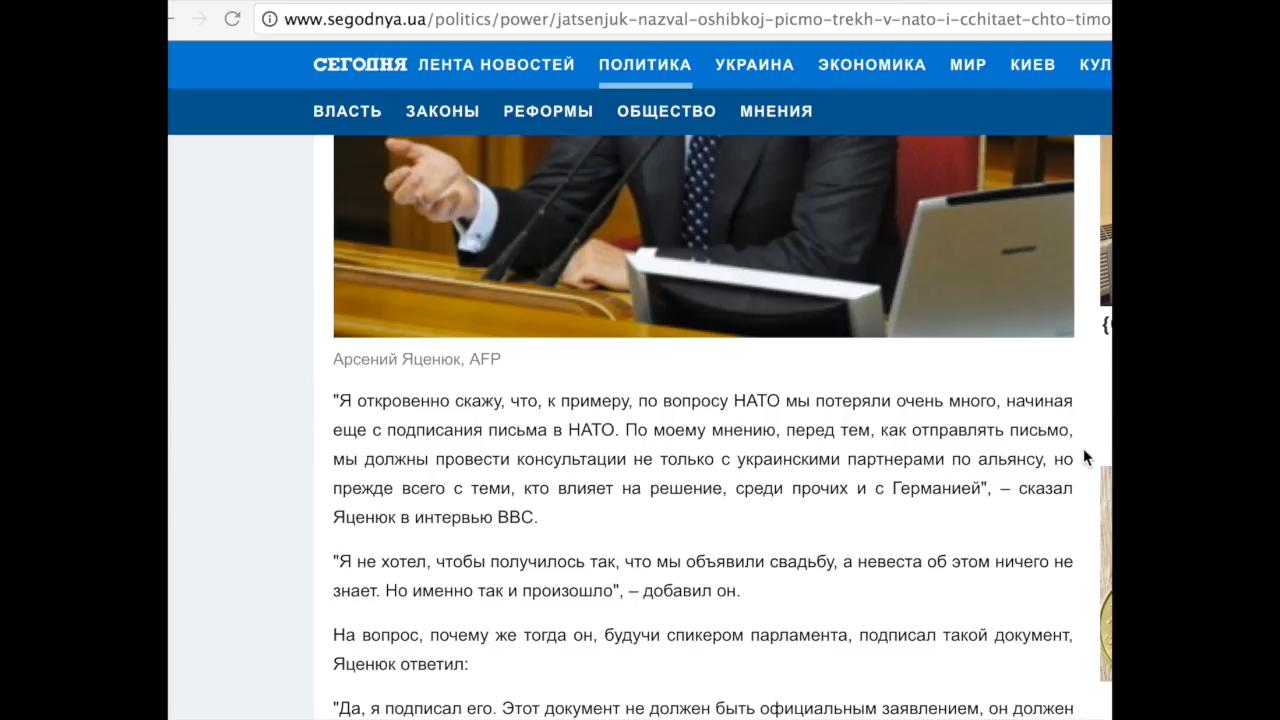 www.segodnya.ua/politics/power/jatsenjuk-nazval-oshibkoj-picmo-trekh-v-nato-i-cchitaet-chto-timo
СЕГОДНЯ ЛЕНТА НОВОСТЕЙ ПОЛИТИКА УКРАИНА ЭКОНОМИКА МИР КИЕВ КУЛ
ВЛАСТЬ ЗАКОНЫ РЕФОРМЫ ОБЩЕСТВО МНЕНИЯ
Арсений Яценюк, AFP
"Я откровенно скажу, что, к примеру, по вопросу НАТО мы потеряли очень много, начиная
еще с подписания письма в НАТО. По моему мнению, перед тем, как отправлять письмо,
мы должны провести консультации не только с украинскими партнерами по альянсу, но
прежде всего с теми, кто влияет на решение, среди прочих и с Германией", – сказал
Яценюк в интервью ВВС.
"Я не хотел, чтобы получилось так, что мы объявили свадьбу, а невеста об этом ничего не
знает. Но именно так и произошло", – добавил он.
На вопрос, почему же тогда он, будучи спикером парламента, подписал такой документ,
Яценюк ответил:
"Да, я подписал его. Этот документ не должен быть официальным заявлением, он должен